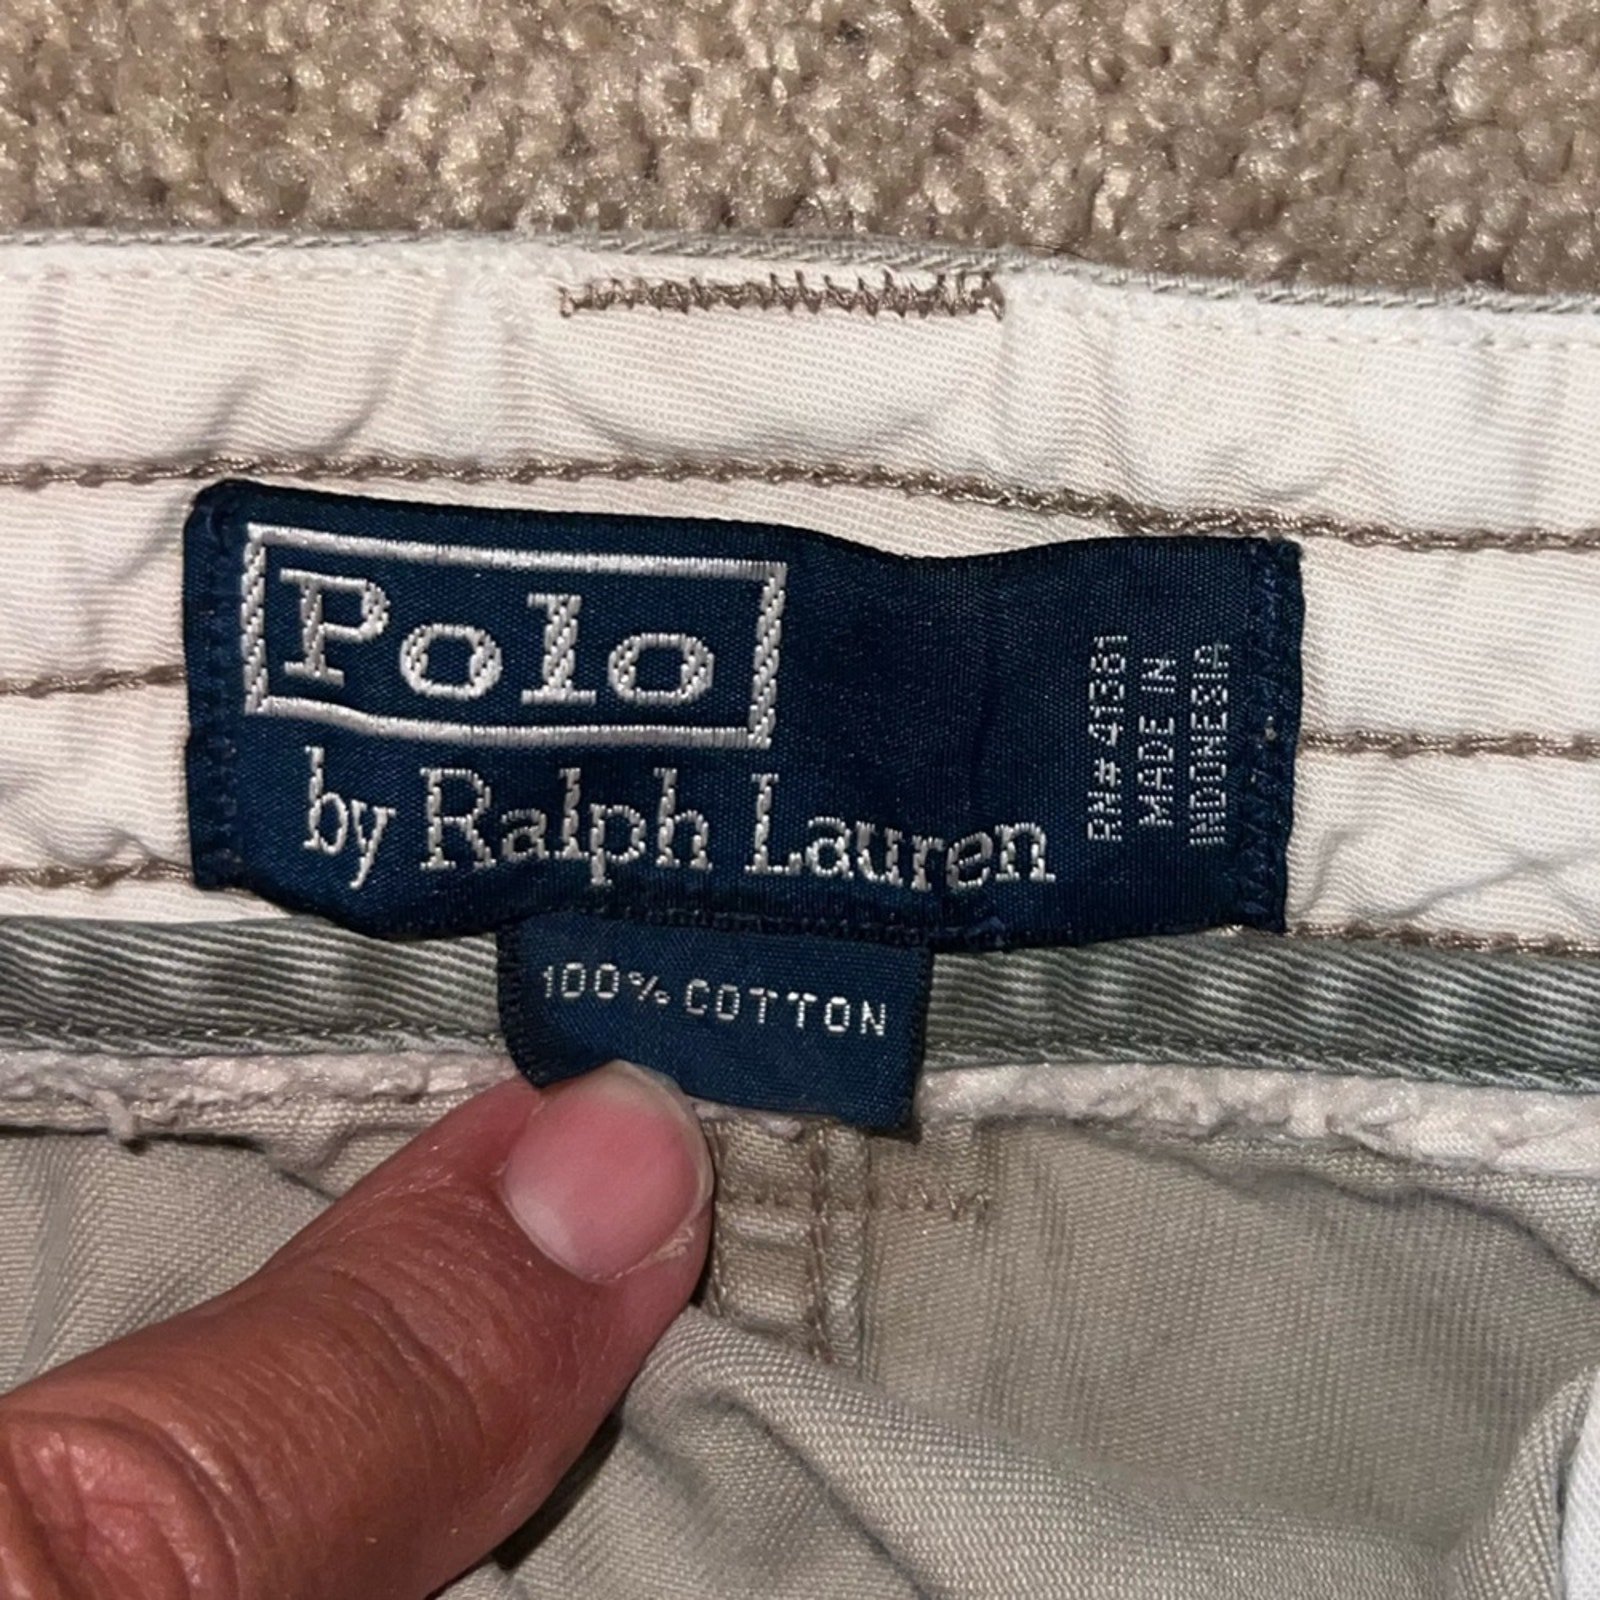 Polo
by Ralph Lauren
RN# 41381
MADE IN
INDONESIA
100% COTTON